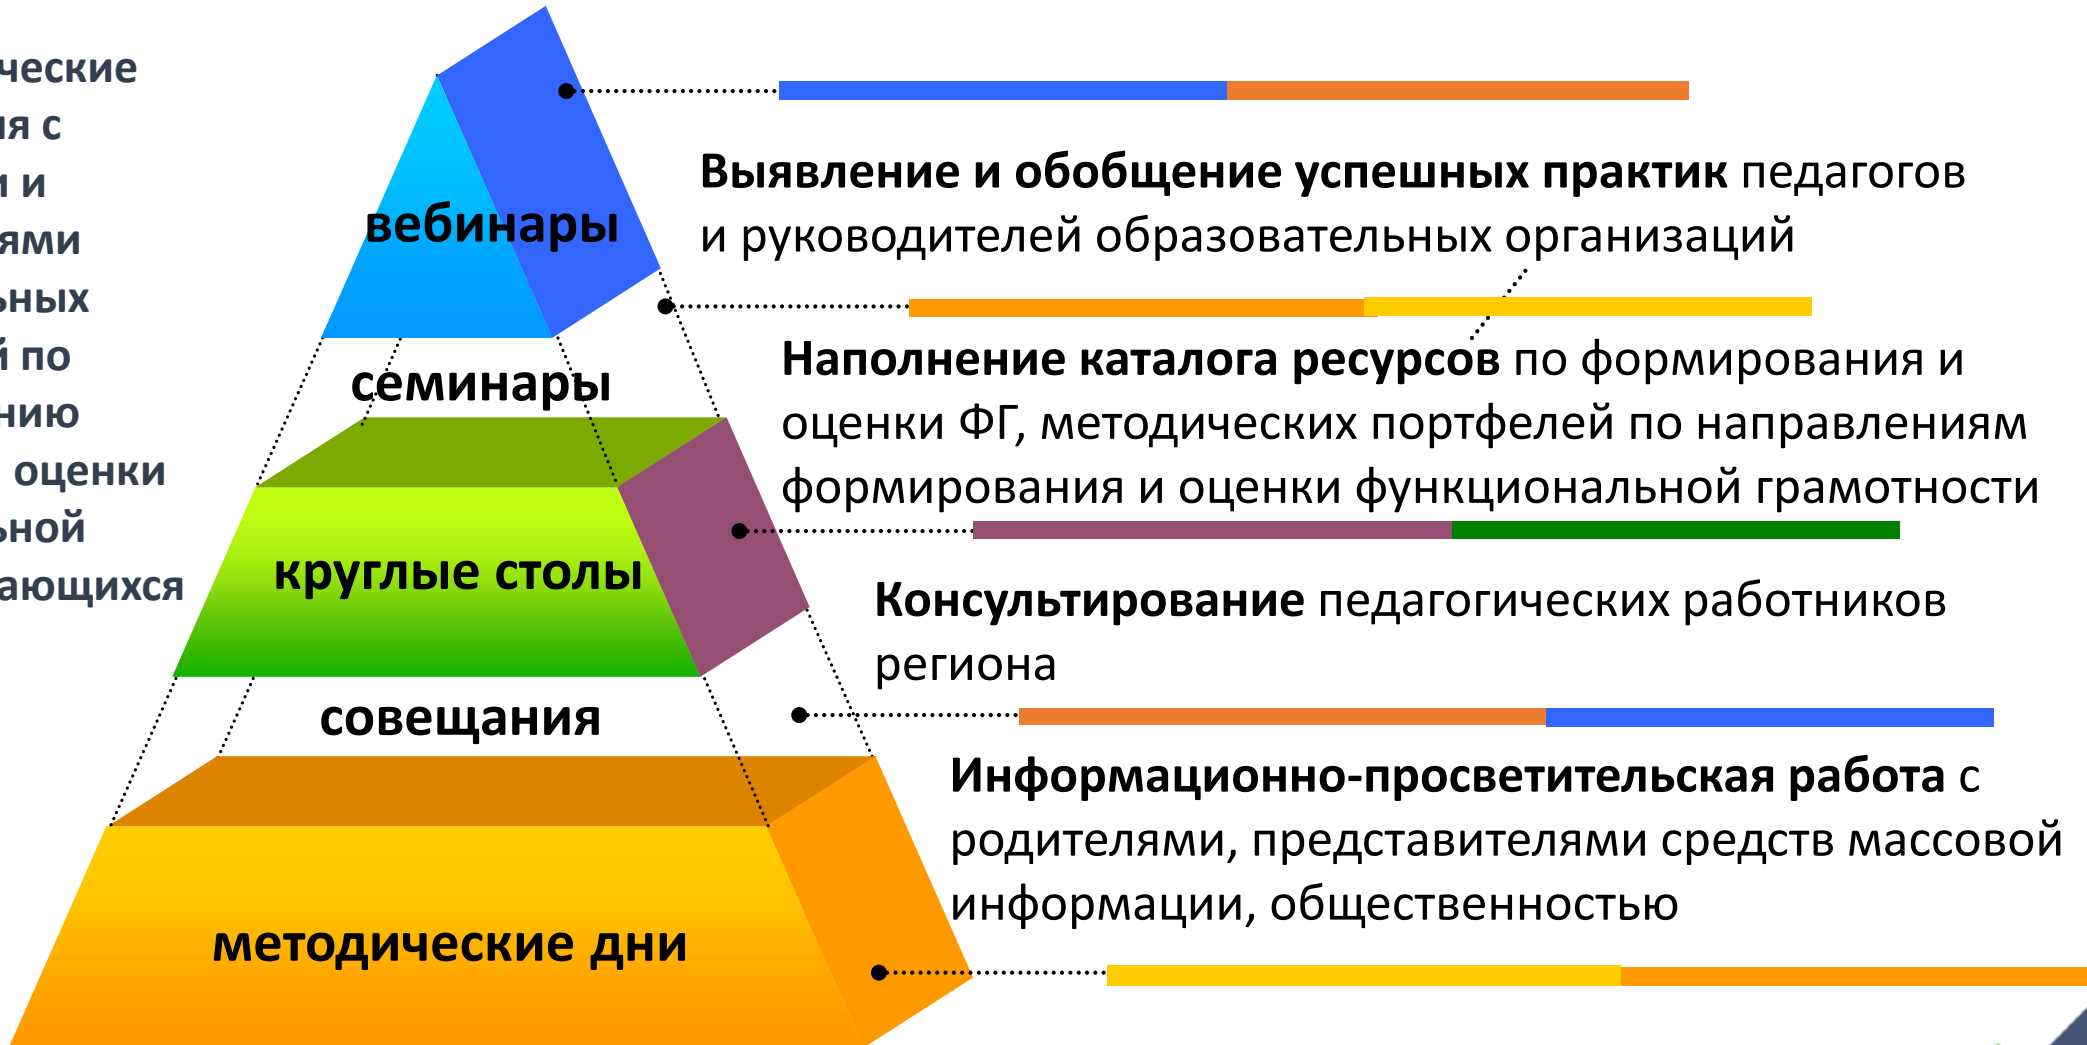 ческие
я с
и и
ями
ьных
й по
нию
оценки
ьной
ающихся
вебинары
семинары
круглые столы
совещания
методические дни
Выявление и обобщение успешных практик педагогов
и руководителей образовательных организаций
Наполнение каталога ресурсов по формирования и
оценки ФГ, методических портфелей по направлениям
формирования и оценки функциональной грамотности
Консультирование педагогических работников
региона
Информационно-просветительская работа с
родителями, представителями средств массовой
информации, общественностью